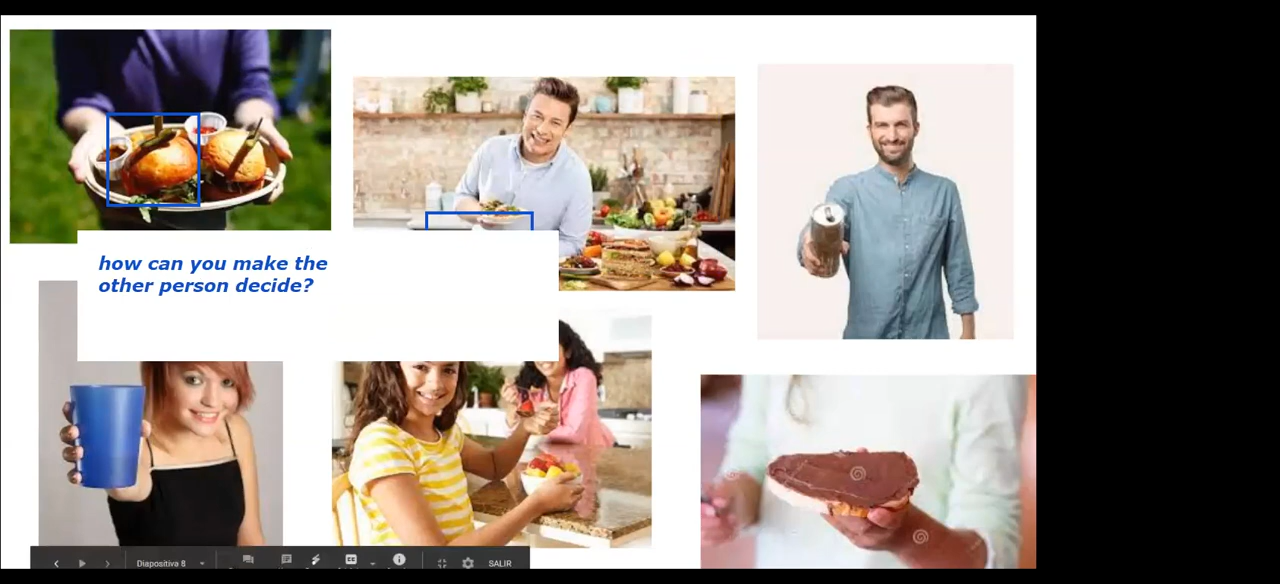 how can you make the
other person decide?
Diapositiva 8
SALIR